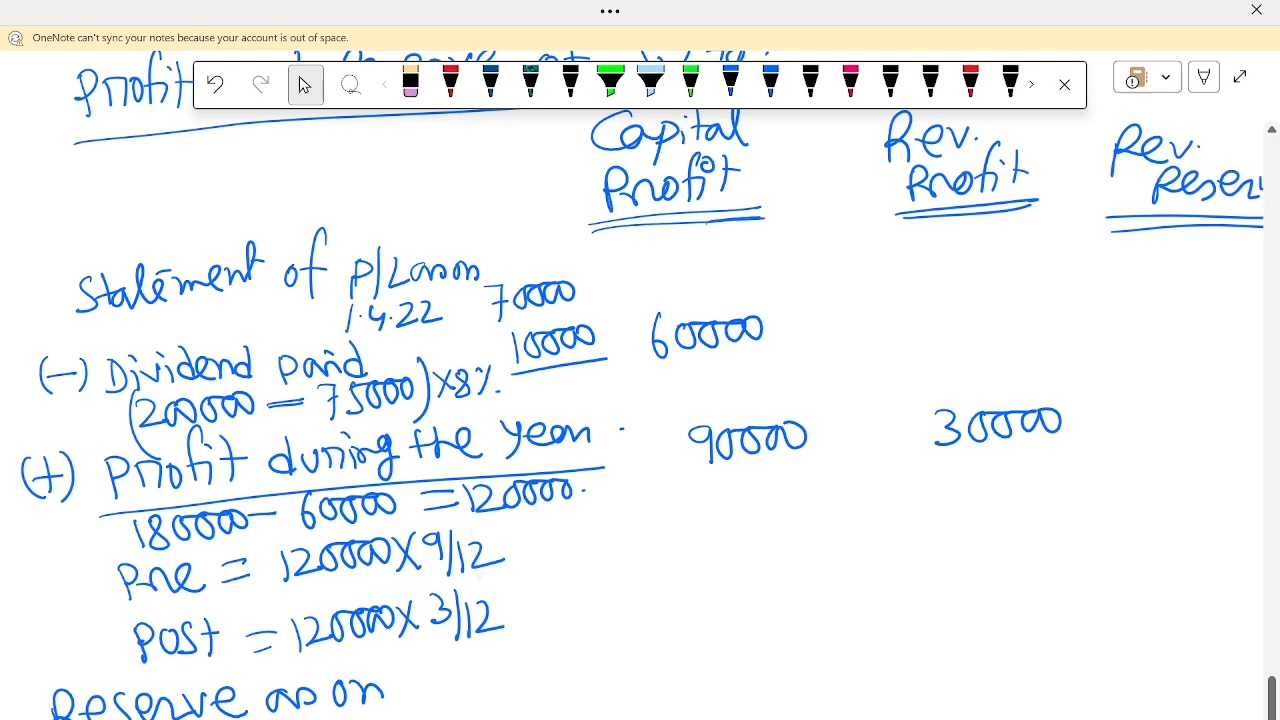 OneNote can't sync your notes because your account is out of space.
Profit
Capital Profit
Rev. Profit
Rev. Reser
Statement of P/L as on
1.4.22 70000
(-) Dividend paid 10000 60000
(200000 = 75000) x 8%.
(+) Profit during the year. 90000 30000
180000 - 60000 = 120000.
Pre = 120000 x 9/12
Post = 120000 x 3/12
Reserve as on